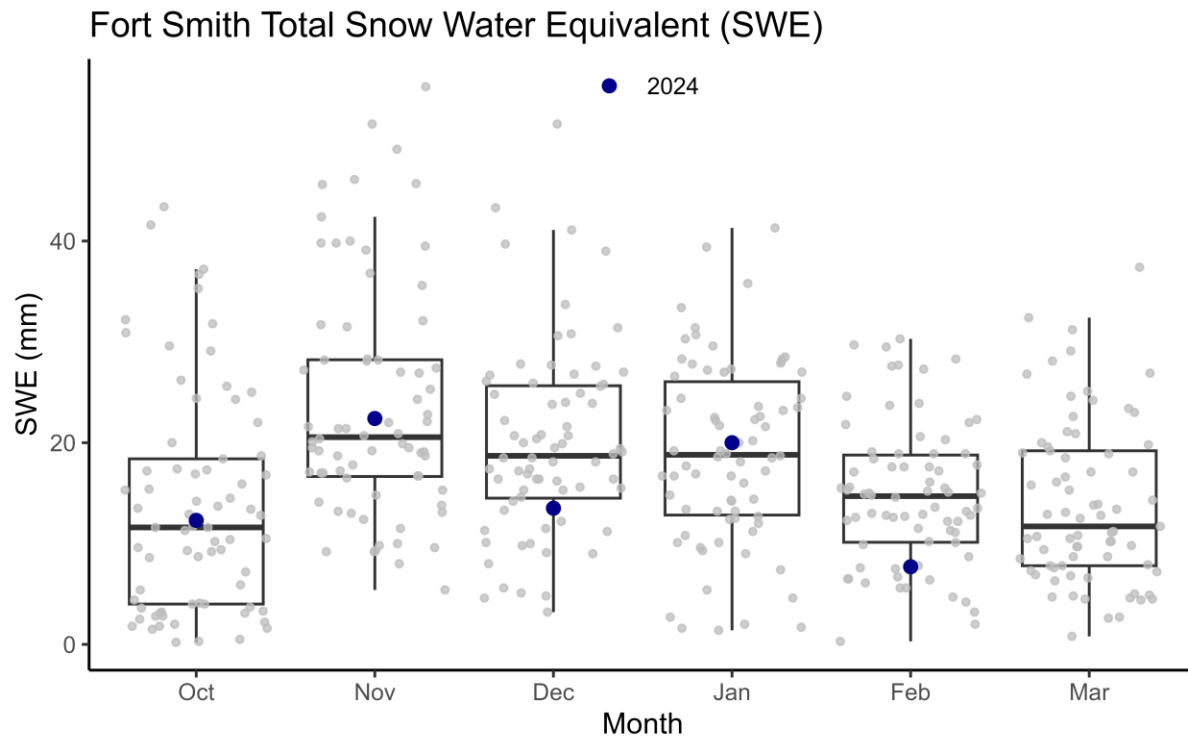 Fort Smith Total Snow Water Equivalent (SWE)
2024
SWE (mm)
40
20
0
Oct Nov Dec Jan Feb Mar
Month